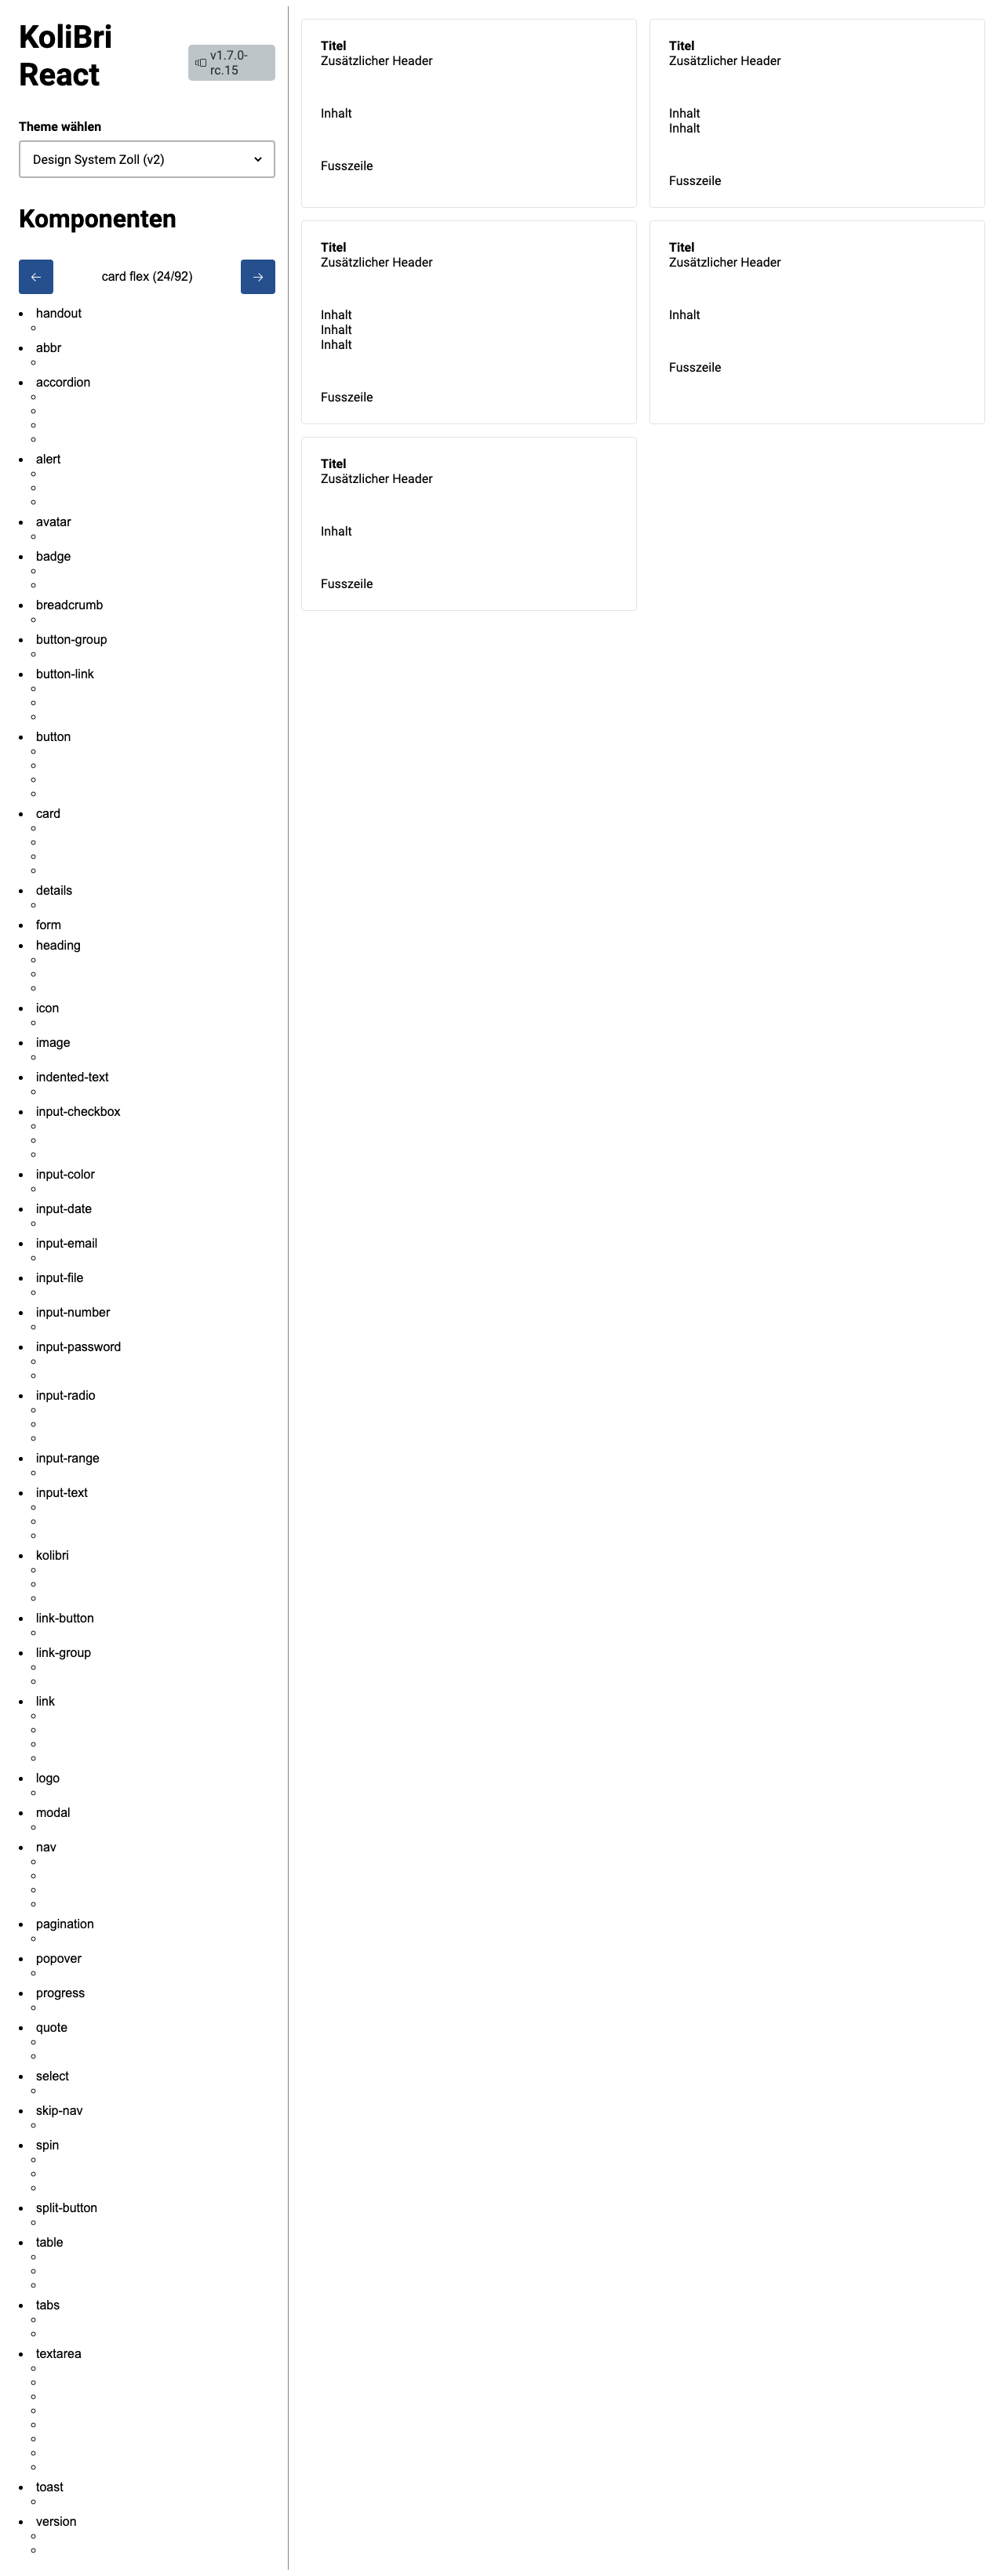 KoliBri
React
v1.7.0-
rc.15
Theme wählen
Design System Zoll (v2)
Komponenten
card flex (24/92)
handout
abbr
accordion
alert
avatar
badge
breadcrumb
button-group
button-link
button
card
details
form
heading
icon
image
indented-text
input-checkbox
input-color
input-date
input-email
input-file
input-number
input-password
input-radio
input-range
input-text
kolibri
link-button
link-group
link
logo
modal
nav
pagination
popover
progress
quote
select
skip-nav
spin
split-button
table
tabs
textarea
toast
version
Titel
Zusätzlicher Header
Inhalt
Fusszeile
Titel
Zusätzlicher Header
Inhalt
Inhalt
Fusszeile
Titel
Zusätzlicher Header
Inhalt
Inhalt
Inhalt
Fusszeile
Titel
Zusätzlicher Header
Inhalt
Fusszeile
Titel
Zusätzlicher Header
Inhalt
Fusszeile